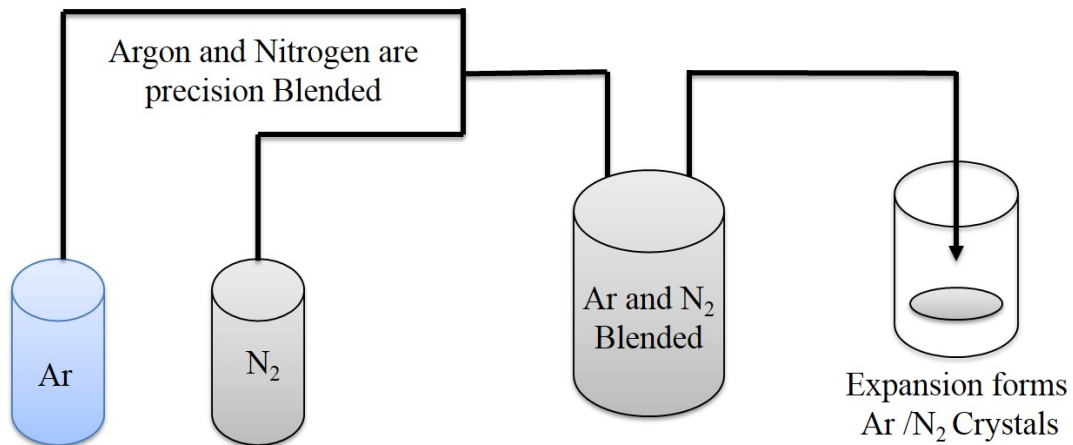 Argon and Nitrogen are
precision Blended
Ar
N₂
Ar and N₂
Blended
Expansion forms
Ar /N₂ Crystals